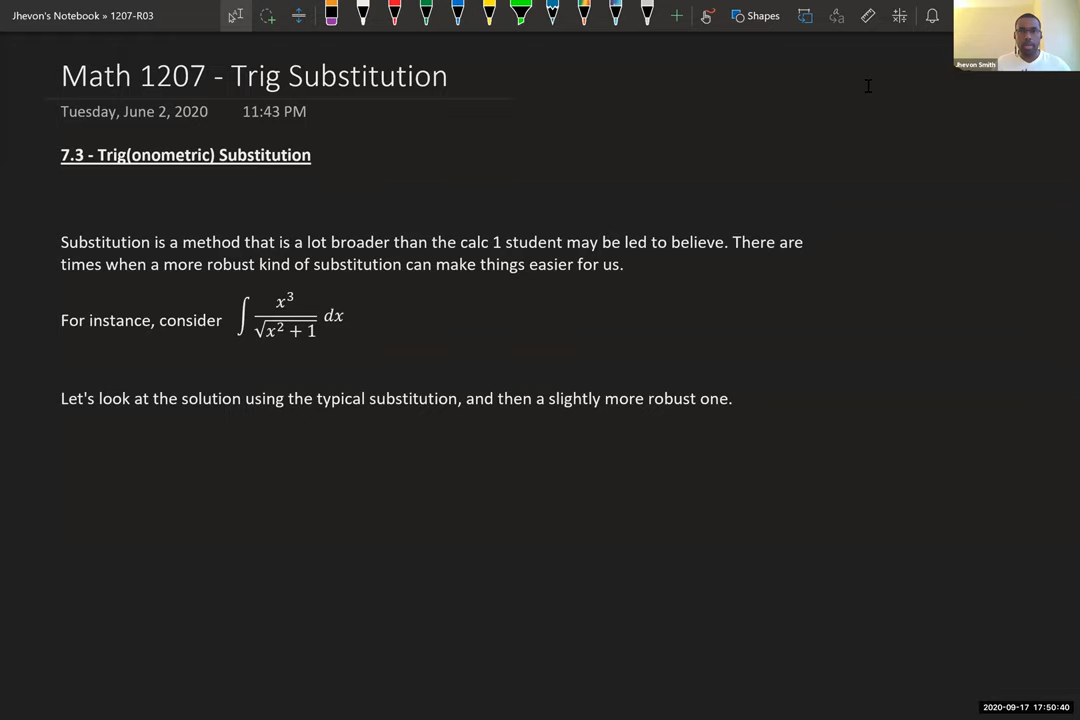 Jhevon's Notebook » 1207-R03
Shapes
Jhevon Smith
Math 1207 - Trig Substitution
Tuesday, June 2, 2020 11:43 PM
7.3 - Trig(onometric) Substitution
Substitution is a method that is a lot broader than the calc 1 student may be led to believe. There are
times when a more robust kind of substitution can make things easier for us.
For instance, consider ∫ x³/√(x² + 1) dx
Let's look at the solution using the typical substitution, and then a slightly more robust one.
2020-09-17 17:50:40